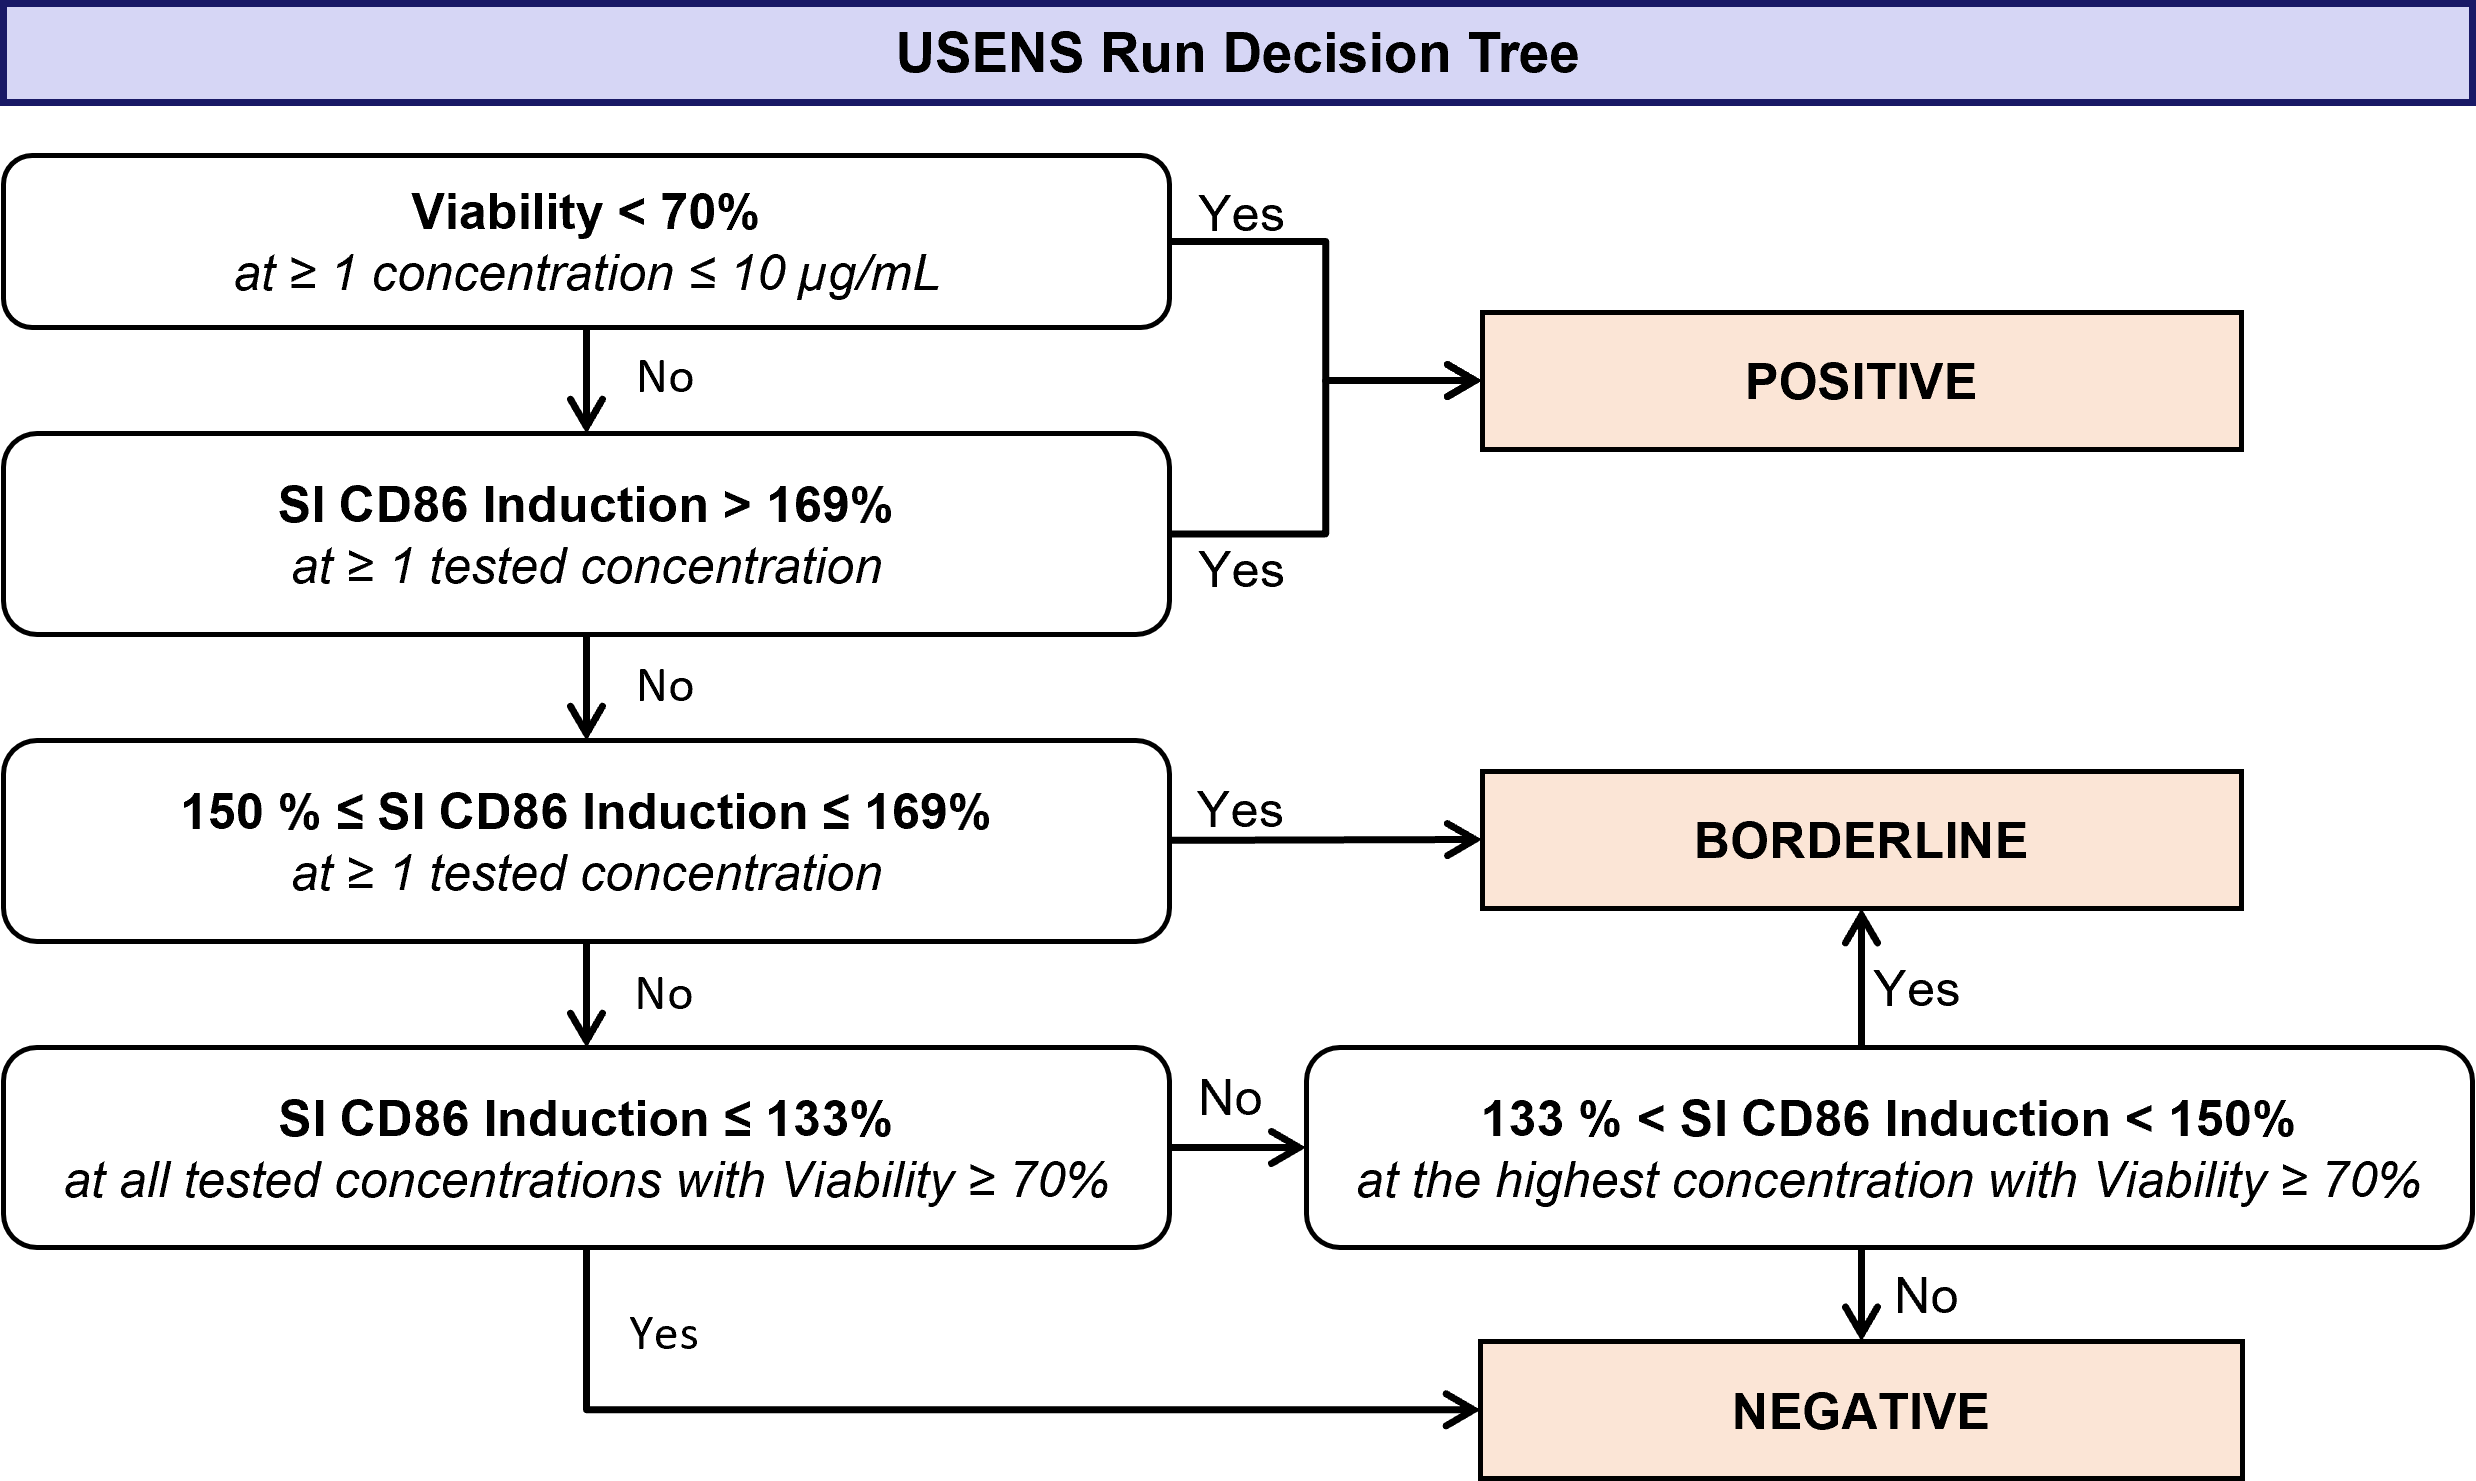 USENS Run Decision Tree
Viability < 70%
at ≥ 1 concentration ≤ 10 µg/mL
Yes
No
POSITIVE
SI CD86 Induction > 169%
at ≥ 1 tested concentration
Yes
No
150 % ≤ SI CD86 Induction ≤ 169%
at ≥ 1 tested concentration
Yes
BORDERLINE
No
Yes
SI CD86 Induction ≤ 133%
at all tested concentrations with Viability ≥ 70%
No
133 % < SI CD86 Induction < 150%
at the highest concentration with Viability ≥ 70%
Yes
No
NEGATIVE